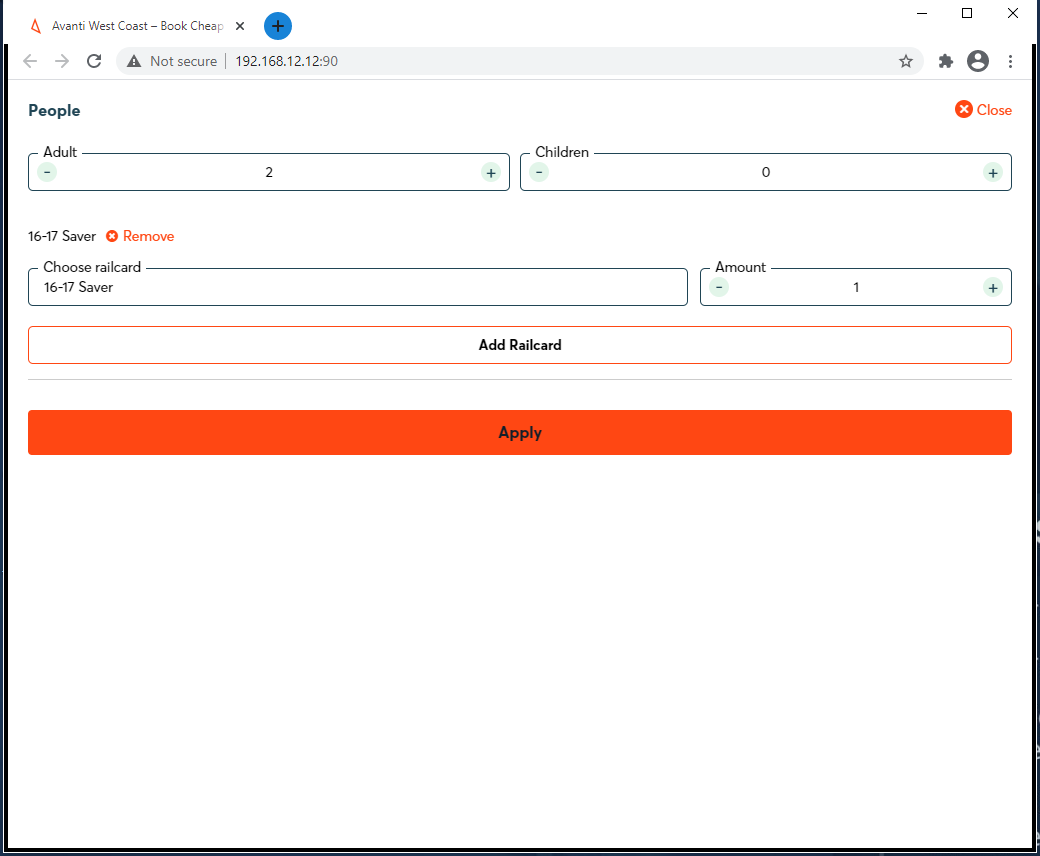 Avanti West Coast – Book Cheap
Not secure
192.168.12.12:90
People
Close
Adult
- 2 +
Children
- 0 +
16-17 Saver Remove
Choose railcard
16-17 Saver
Amount
- 1 +
Add Railcard
Apply